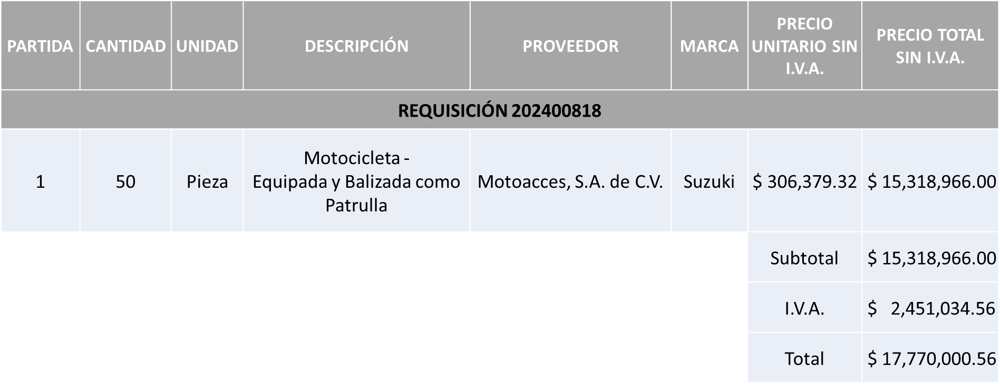 PARTIDA
CANTIDAD
UNIDAD
DESCRIPCIÓN
PROVEEDOR
MARCA
PRECIO
UNITARIO SIN
I.V.A.
PRECIO TOTAL
SIN I.V.A.
REQUISICIÓN 202400818
1
50
Pieza
Motocicleta -
Equipada y Balizada como
Patrulla
Motoacces, S.A. de C.V.
Suzuki
$ 306,379.32
$ 15,318,966.00
Subtotal
$ 15,318,966.00
I.V.A.
$ 2,451,034.56
Total
$ 17,770,000.56